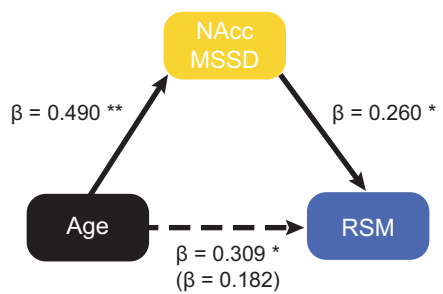 NAcc
MSSD
β = 0.490 **
β = 0.260 *
Age
RSM
β = 0.309 *
(β = 0.182)